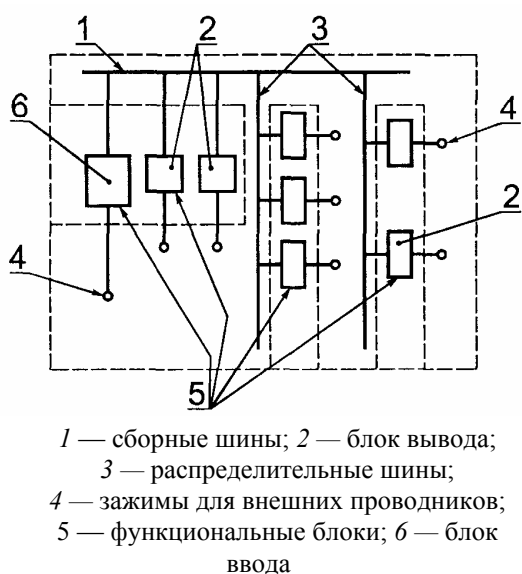 1 2 3
6
4
2
4
5
1 — сборные шины; 2 — блок вывода;
3 — распределительные шины;
4 — зажимы для внешних проводников;
5 — функциональные блоки; 6 — блок
ввода